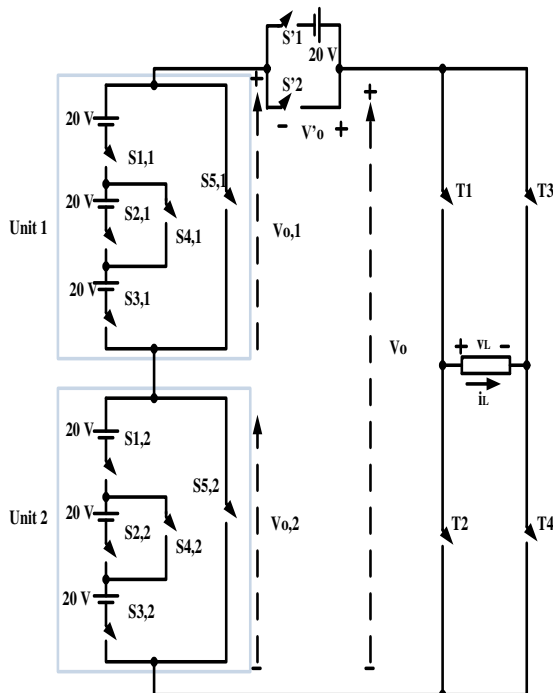 S'1
20 V
S'2
V'o
20 V
S1,1
20 V
S2,1
S4,1
S5,1
Unit 1
20 V
S3,1
Vo,1
T1
T3
Vo
vL
iL
20 V
S1,2
20 V
S2,2
S4,2
S5,2
Unit 2
20 V
S3,2
Vo,2
T2
T4